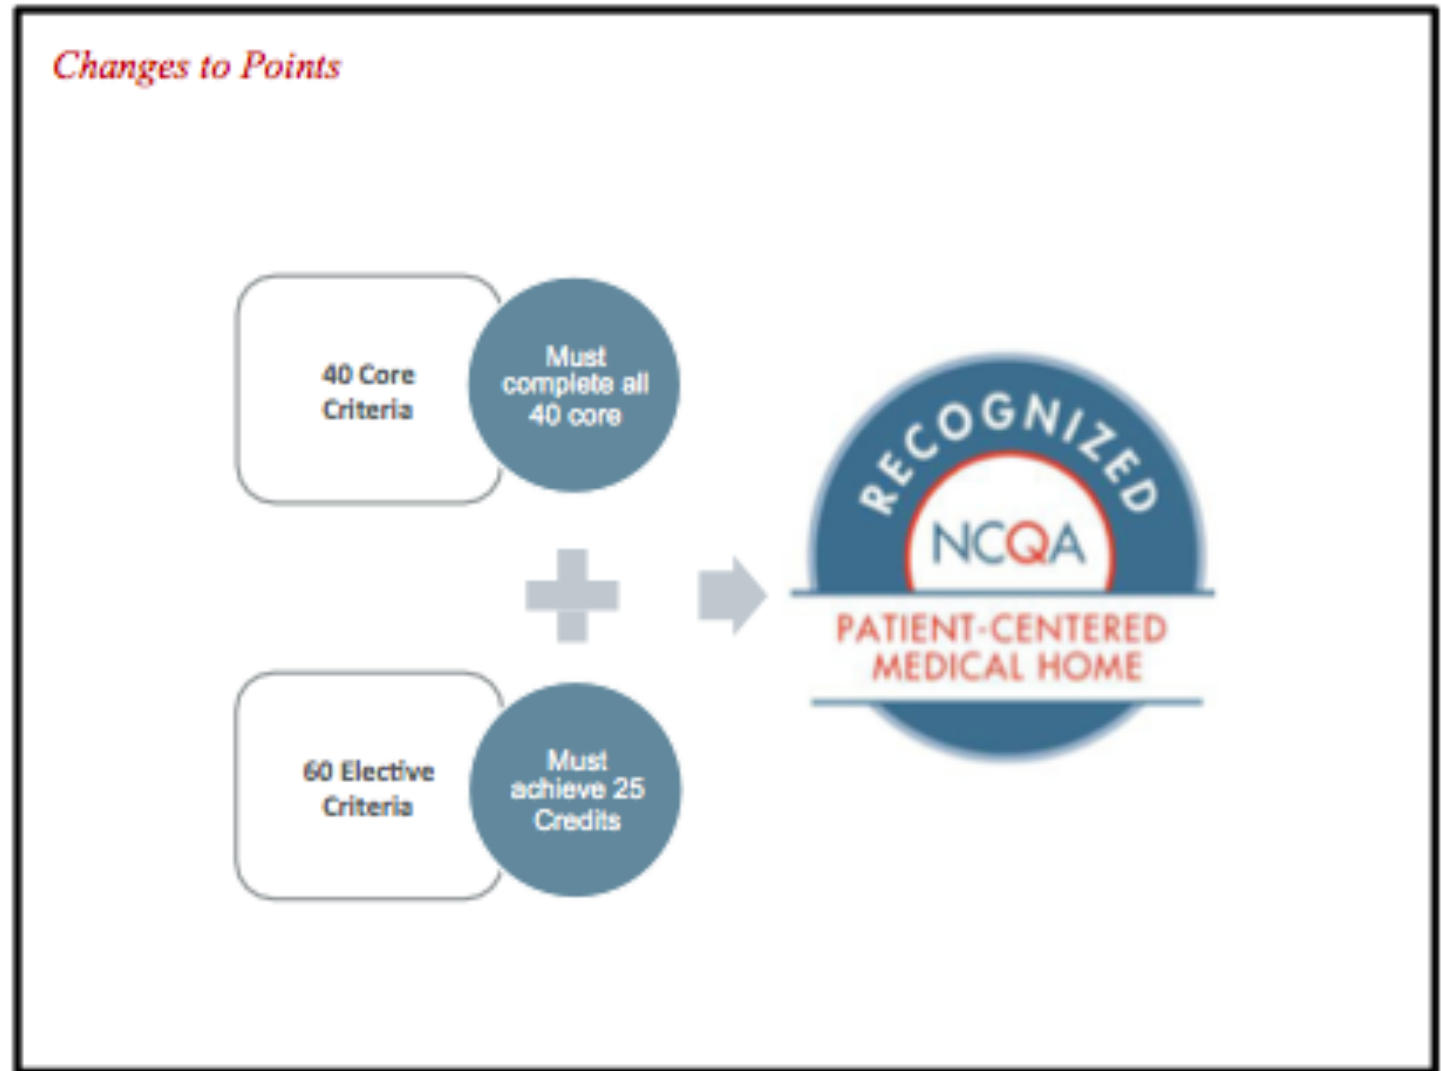 Changes to Points
40 Core
Criteria
Must
complete all
40 core
60 Elective
Criteria
Must
achieve 25
Credits
RECOGNIZED
NCQA
PATIENT-CENTERED
MEDICAL HOME